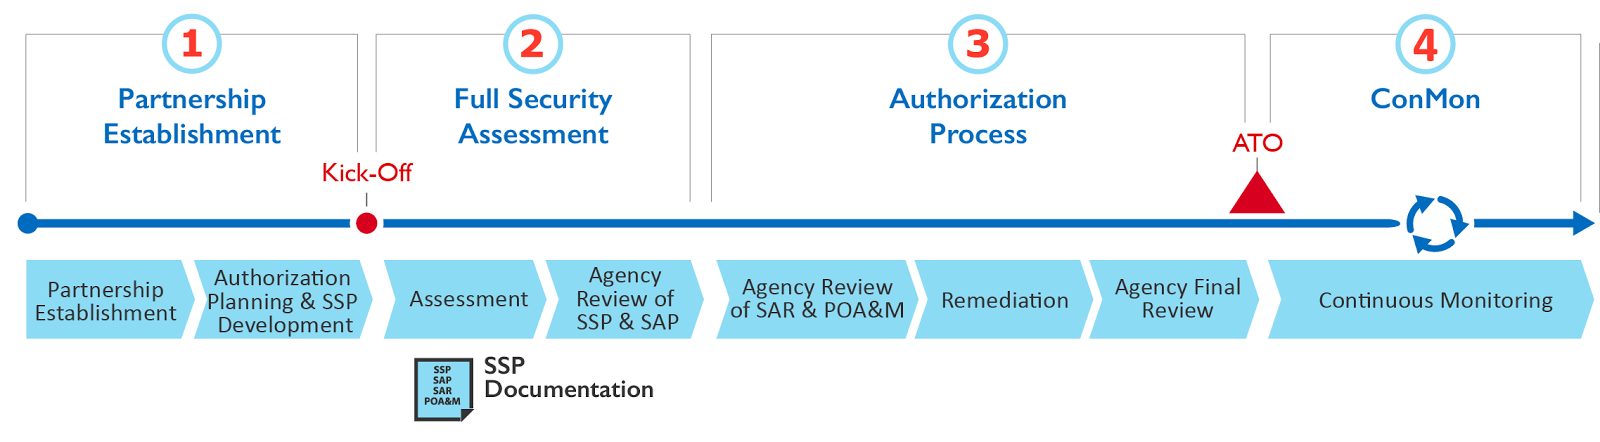 1
Partnership
Establishment
2
Full Security
Assessment
3
Authorization
Process
4
ConMon
Kick-Off
ATO
Partnership
Establishment
Authorization
Planning & SSP
Development
Assessment
Agency
Review of
SSP & SAP
Agency Review
of SAR & POA&M
Remediation
Agency Final
Review
Continuous Monitoring
SSP
SAP
SAR
POA&M
SSP
Documentation